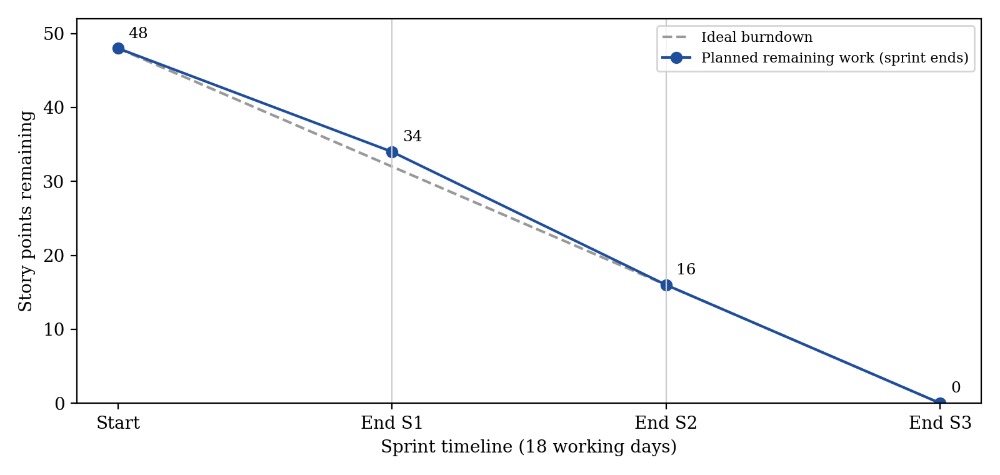 Story points remaining
50
40
30
20
10
0
48
34
16
0
Ideal burndown
Planned remaining work (sprint ends)
Start
End S1
End S2
End S3
Sprint timeline (18 working days)